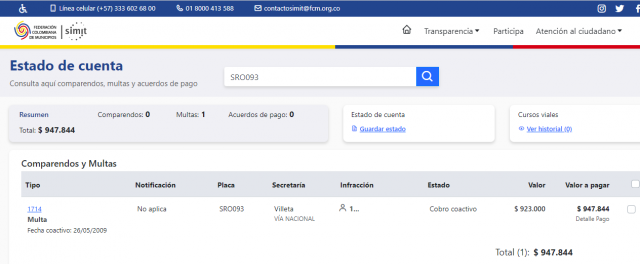 Línea celular (+57) 333 602 68 00 01 8000 413 588 contactosimit@fcm.org.co
FEDERACIÓN
COLOMBIANA
DE MUNICIPIOS
simit
Transparencia Participa Atención al ciudadano
Estado de cuenta
Consulta aquí comparendos, multas y acuerdos de pago
SRO093
Resumen Comparendos: 0 Multas: 1 Acuerdos de pago: 0
Total: $ 947.844
Estado de cuenta
Guardar estado
Cursos viales
Ver historial (0)
Comparendos y Multas
Tipo Notificación Placa Secretaría Infracción Estado Valor Valor a pagar
1714 No aplica SRO093 Villeta 1... Cobro coactivo $ 923.000 $ 947.844
Multa VÍA NACIONAL Detalle Pago
Fecha coactivo: 26/05/2009
Total (1): $ 947.844